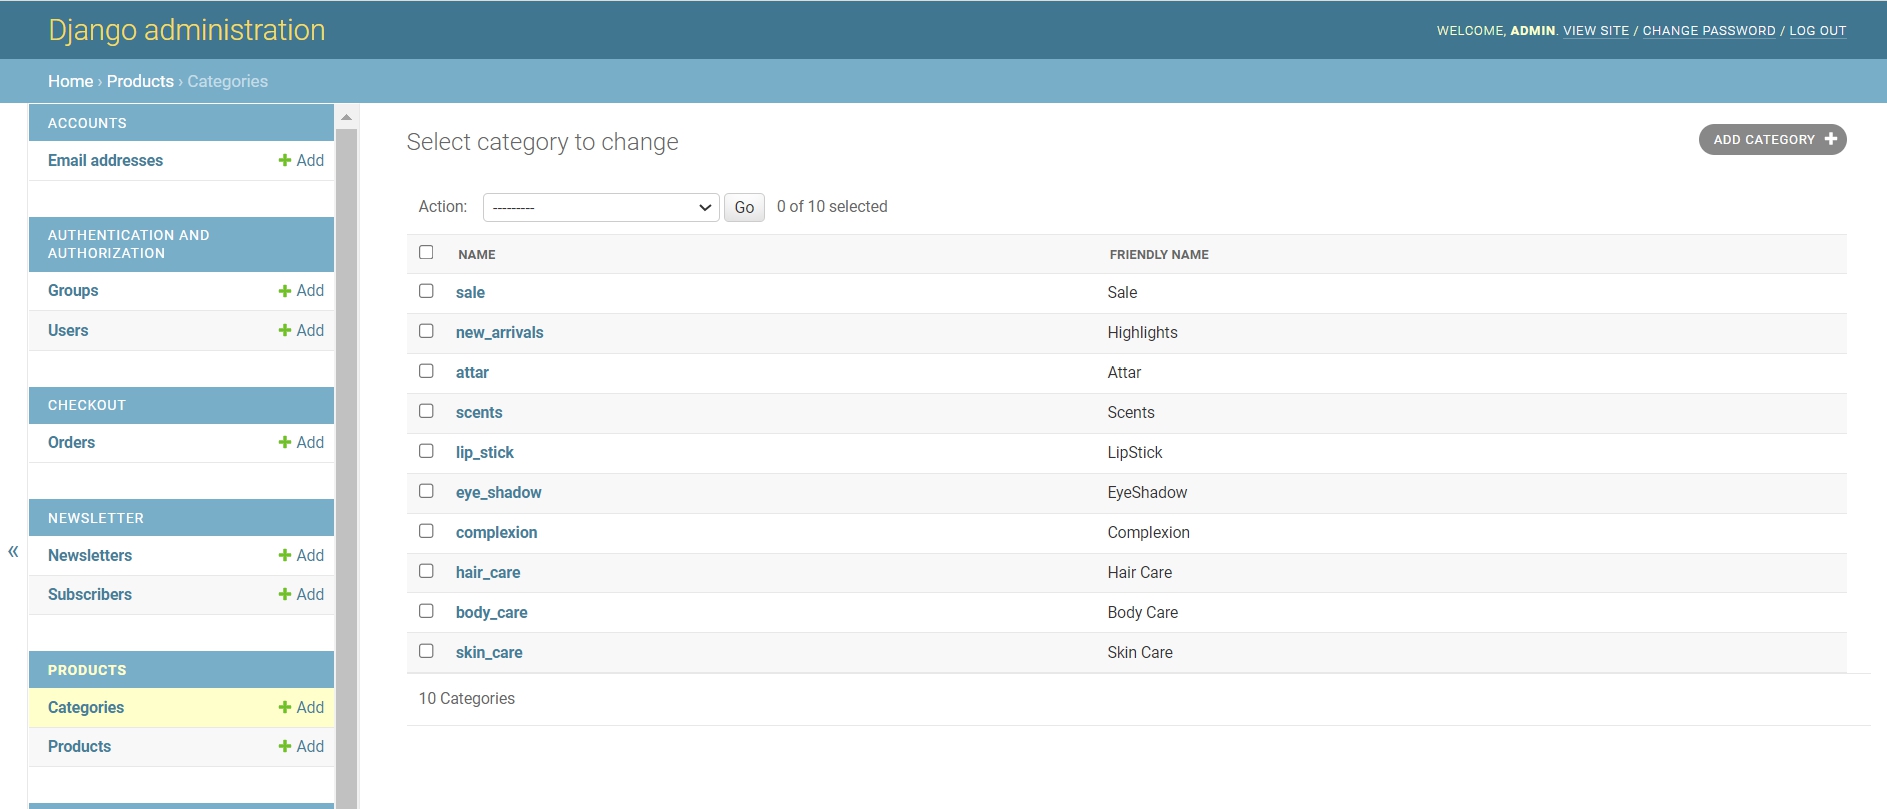 Django administration
WELCOME, ADMIN. VIEW SITE / CHANGE PASSWORD / LOG OUT
Home › Products › Categories
ACCOUNTS
Email addresses Add
AUTHENTICATION AND
AUTHORIZATION
Groups Add
Users Add
CHECKOUT
Orders Add
NEWSLETTER
Newsletters Add
Subscribers Add
PRODUCTS
Categories Add
Products Add
«
Select category to change
ADD CATEGORY
Action: --------- Go 0 of 10 selected
NAME FRIENDLY NAME
sale Sale
new_arrivals Highlights
attar Attar
scents Scents
lip_stick LipStick
eye_shadow EyeShadow
complexion Complexion
hair_care Hair Care
body_care Body Care
skin_care Skin Care
10 Categories